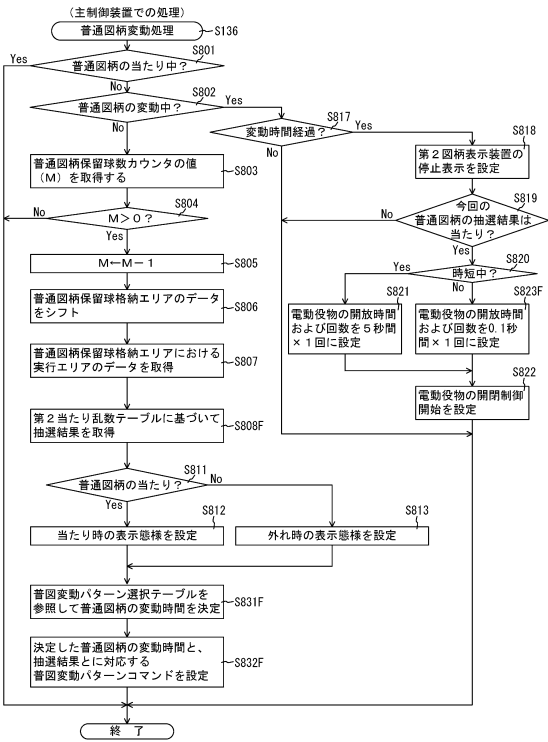 (主制御装置での処理)
普通図柄変動処理
S136
S801
Yes
普通図柄の当たり中?
No
S802
普通図柄の変動中?
Yes
No
S817
変動時間経過?
Yes
No
S818
第2図柄表示装置の
停止表示を設定
普通図柄保留球数カウンタの値
(M)を取得する
S803
S804
No
M>0?
Yes
S819
今回の
普通図柄の抽選結果は
当たり?
No
Yes
M←M−1
S805
S820
時短中?
Yes
No
普通図柄保留球格納エリアのデータ
をシフト
S806
S821
電動役物の開放時間
および回数を5秒間
×1回に設定
S823F
電動役物の開放時間
および回数を0.1秒
間×1回に設定
普通図柄保留球格納エリアにおける
実行エリアのデータを取得
S807
S822
電動役物の開閉制御
開始を設定
第2当たり乱数テーブルに基づいて
抽選結果を取得
S808F
S811
普通図柄の当たり?
No
Yes
S812
当たり時の表示態様を設定
S813
外れ時の表示態様を設定
普図変動パターン選択テーブルを
参照して普通図柄の変動時間を決定
S831F
決定した普通図柄の変動時間と、
抽選結果とに対応する
普図変動パターンコマンドを設定
S832F
終 了